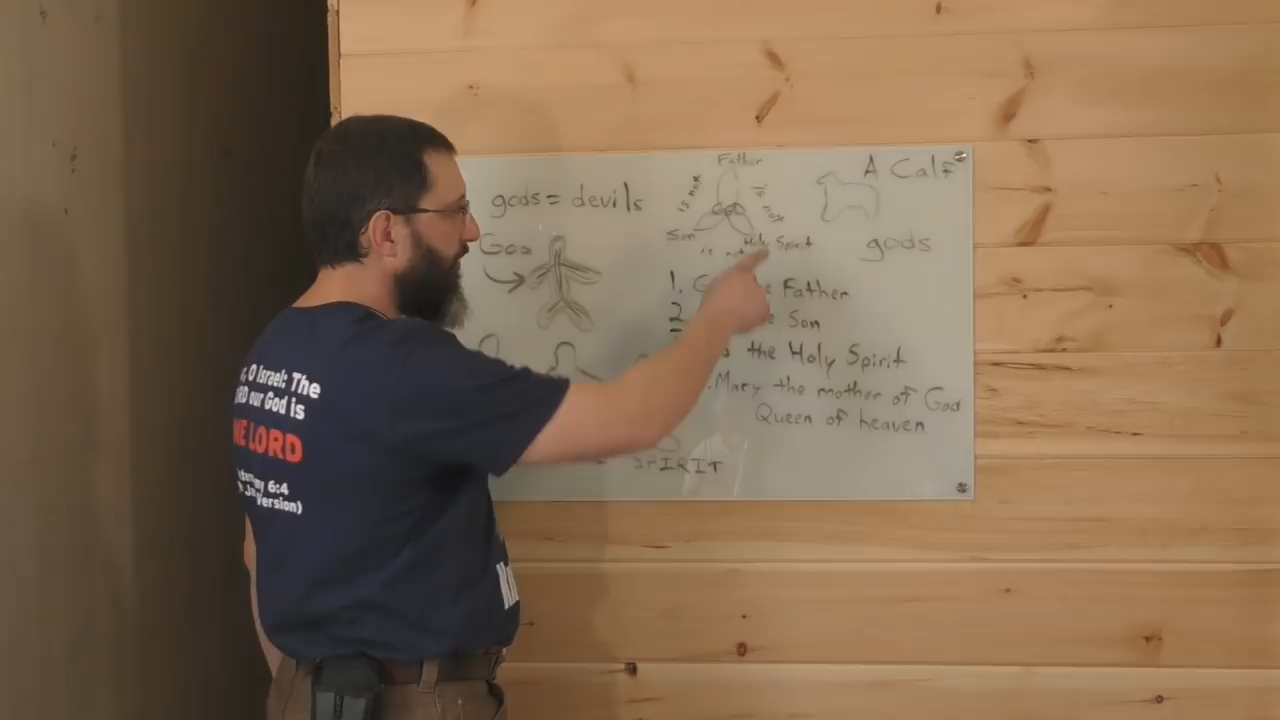 Father
A Calf
is not
is not
gods = devils
God
Son
Holy Spirit
is not
gods
God
1. Father
2 Son
the Holy Spirit
Mary the mother of God
Queen of heaven
SPIRIT
O Israel: The
our God is
LORD
6:4
Version)